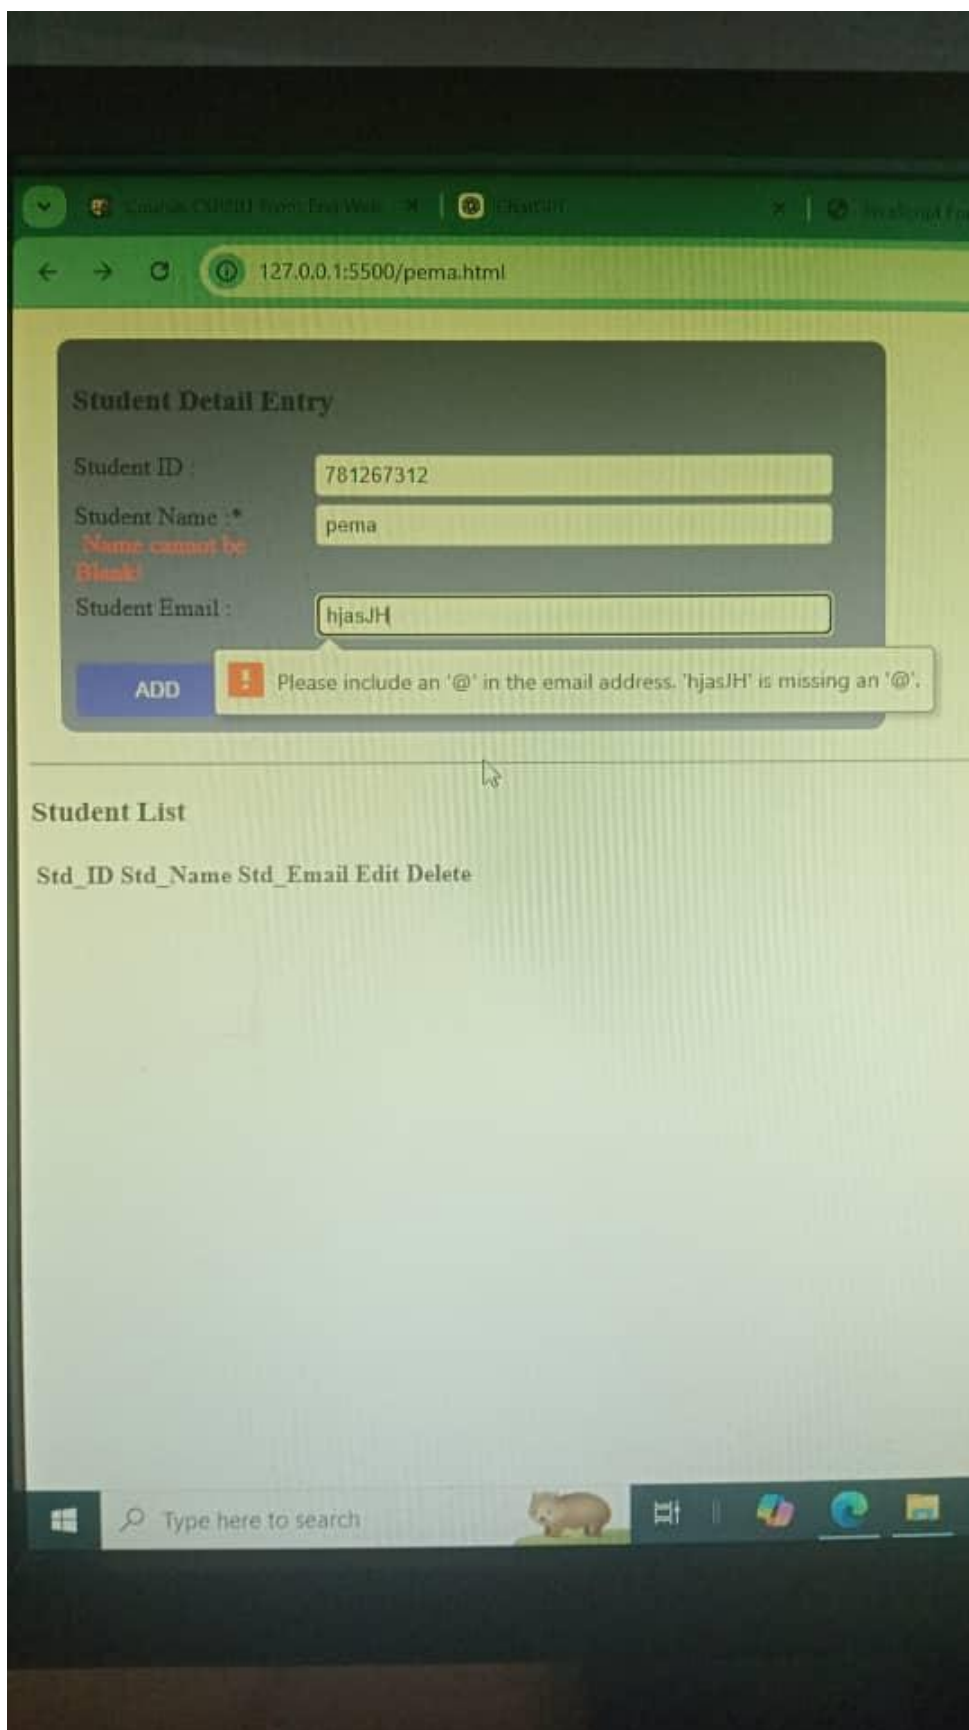 127.0.0.1:5500/pema.html
Student Detail Entry
Student ID :
781267312
Student Name :*
pema
Name cannot be
Blank!
Student Email :
hjasJH
ADD
Please include an '@' in the email address. 'hjasJH' is missing an '@'.
Student List
Std_ID Std_Name Std_Email Edit Delete
Type here to search